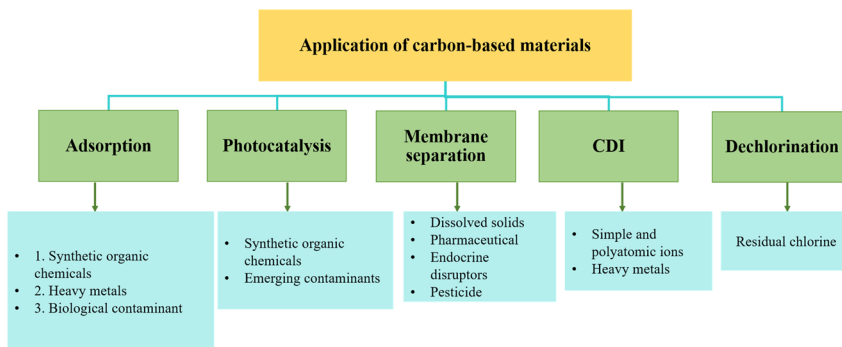 Application of carbon-based materials
Adsorption
Photocatalysis
Membrane
separation
CDI
Dechlorination
• 1. Synthetic organic
chemicals
• 2. Heavy metals
• 3. Biological contaminant
• Synthetic organic
chemicals
• Emerging contaminants
• Dissolved solids
• Pharmaceutical
• Endocrine
disruptors
• Pesticide
• Simple and
polyatomic ions
• Heavy metals
Residual chlorine